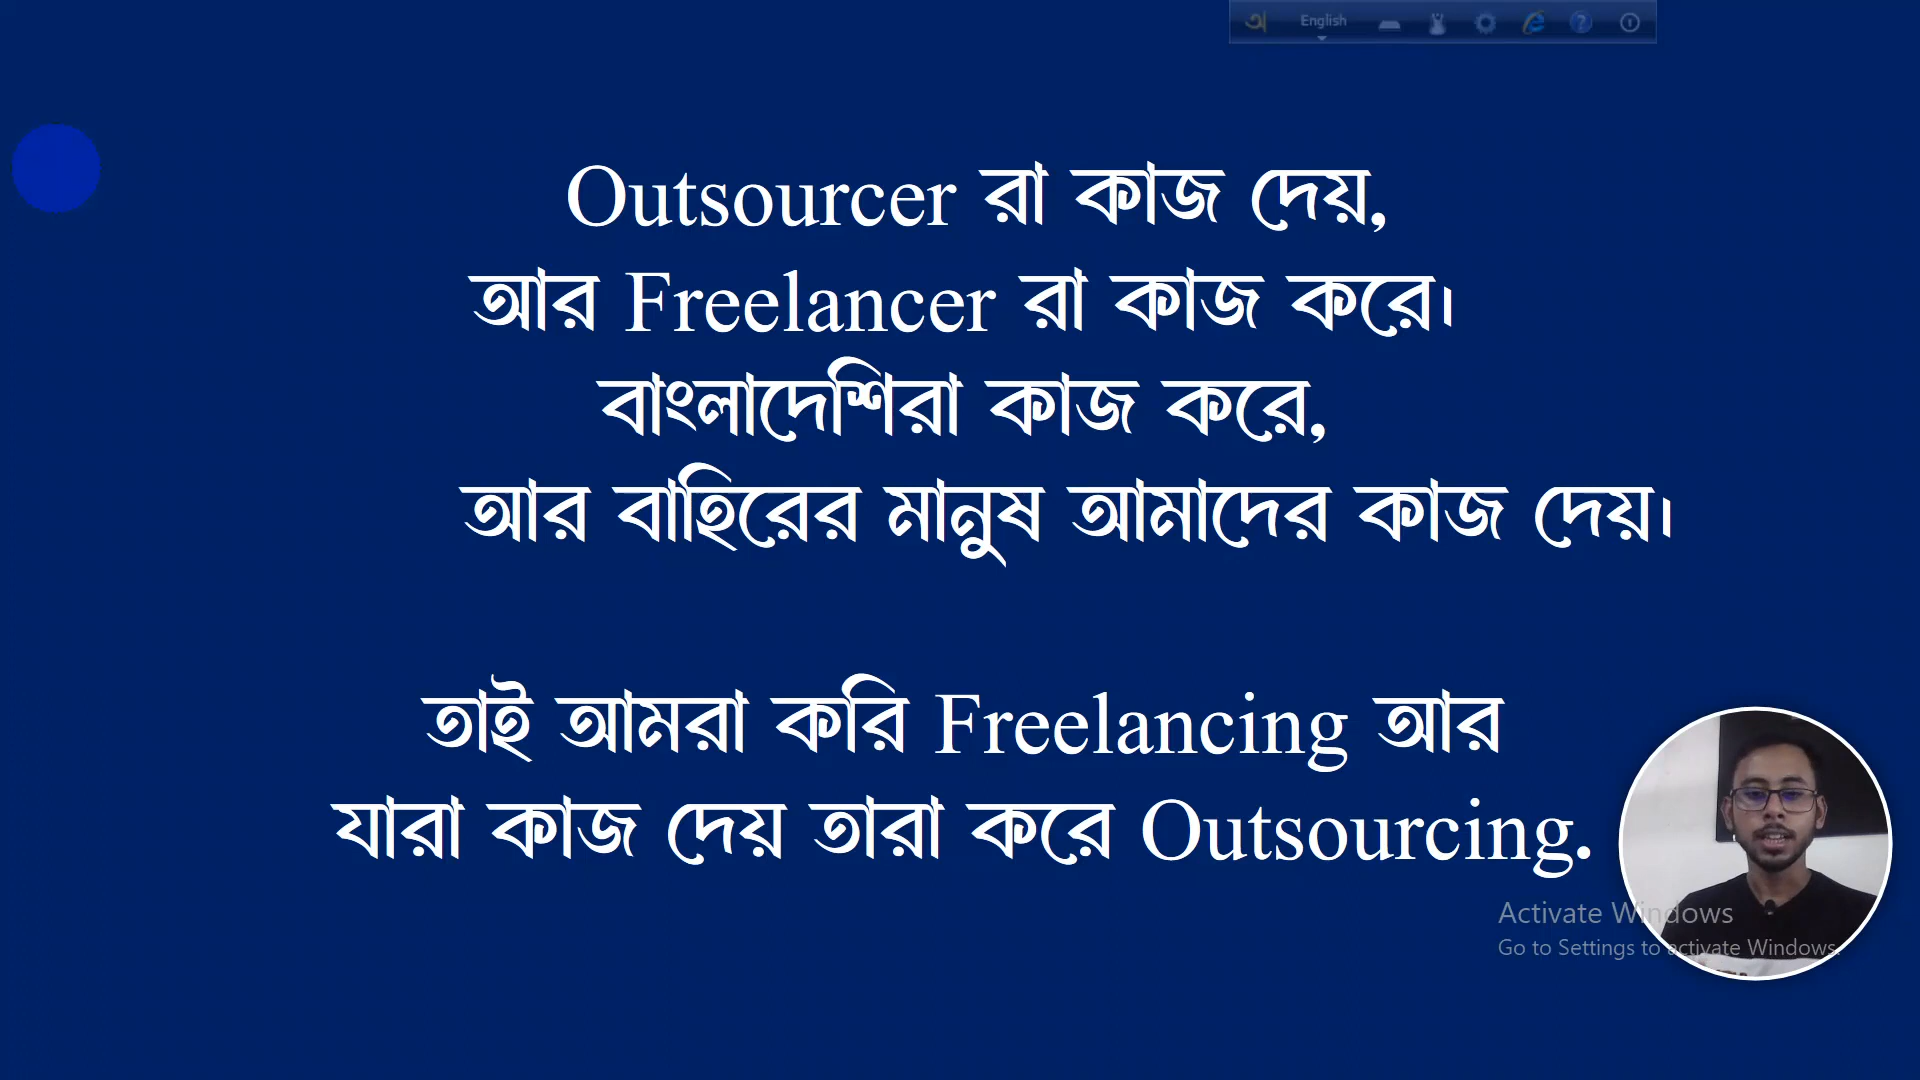 English
Outsourcer রা কাজ দেয়,
আর Freelancer রা কাজ করে।
বাংলাদেশিরা কাজ করে,
আর বাহিরের মানুষ আমাদের কাজ দেয়।
তাই আমরা করি Freelancing আর
যারা কাজ দেয় তারা করে Outsourcing.
Activate Windows
Go to Settings to activate Windows.